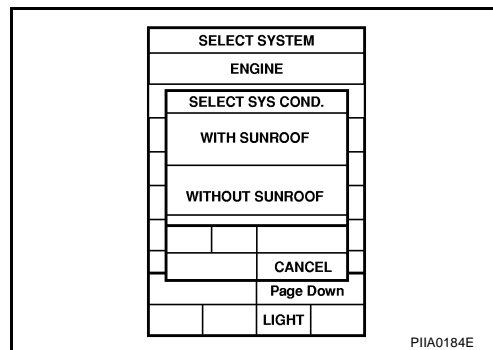 SELECT SYSTEM
ENGINE
SELECT SYS COND.
WITH SUNROOF
WITHOUT SUNROOF
CANCEL
Page Down
LIGHT
PIIA0184E